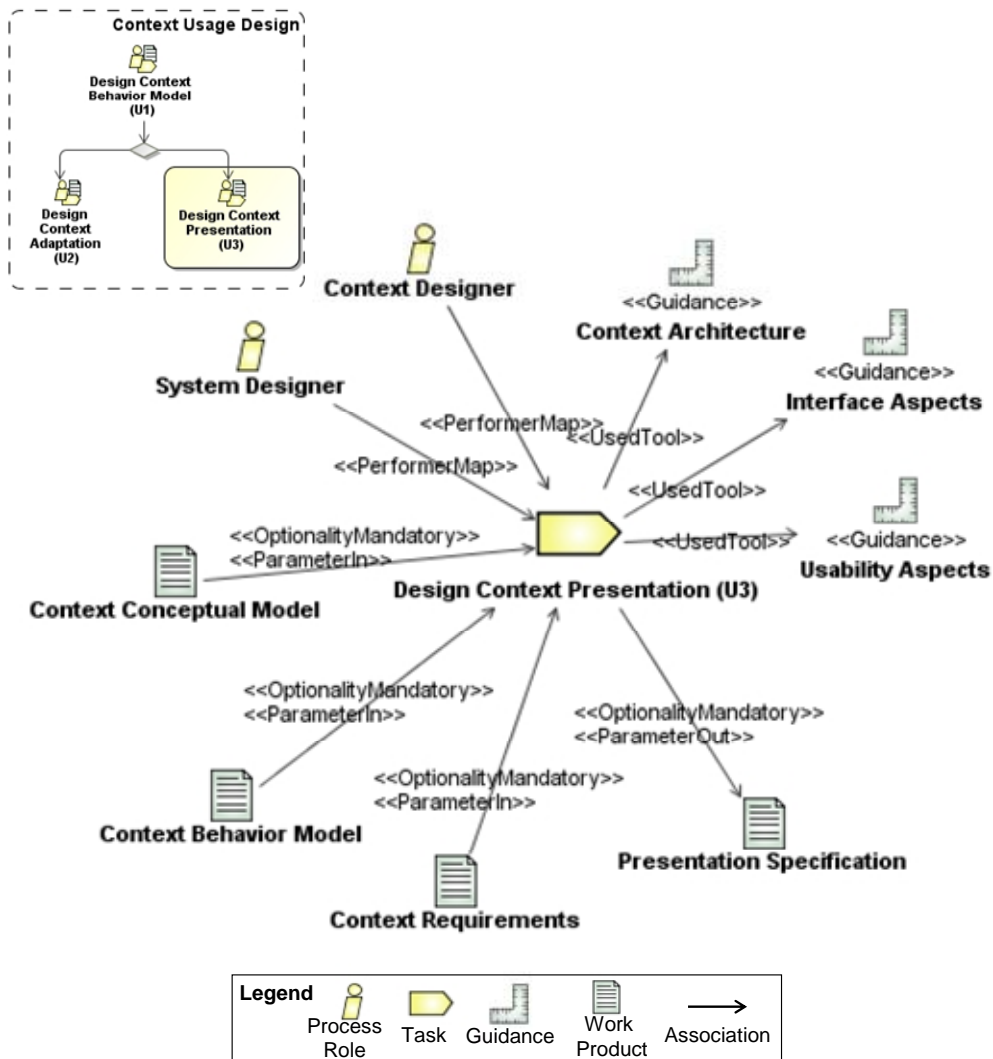 Context Usage Design
Design Context
Behavior Model
(U1)
Design
Context
Adaptation
(U2)
Design Context
Presentation
(U3)
Context Designer
System Designer
<<Guidance>>
Context Architecture
<<Guidance>>
Interface Aspects
<<Guidance>>
Usability Aspects
<<PerformerMap>>
<<PerformerMap>>
<<UsedTool>>
<<UsedTool>>
<<UsedTool>>
<<OptionalityMandatory>>
<<ParameterIn>>
Context Conceptual Model
Design Context Presentation (U3)
<<OptionalityMandatory>>
<<ParameterIn>>
<<OptionalityMandatory>>
<<ParameterOut>>
<<OptionalityMandatory>>
<<ParameterIn>>
Context Behavior Model
Presentation Specification
Context Requirements
Legend
Process
Role
Task
Guidance
Work
Product
Association